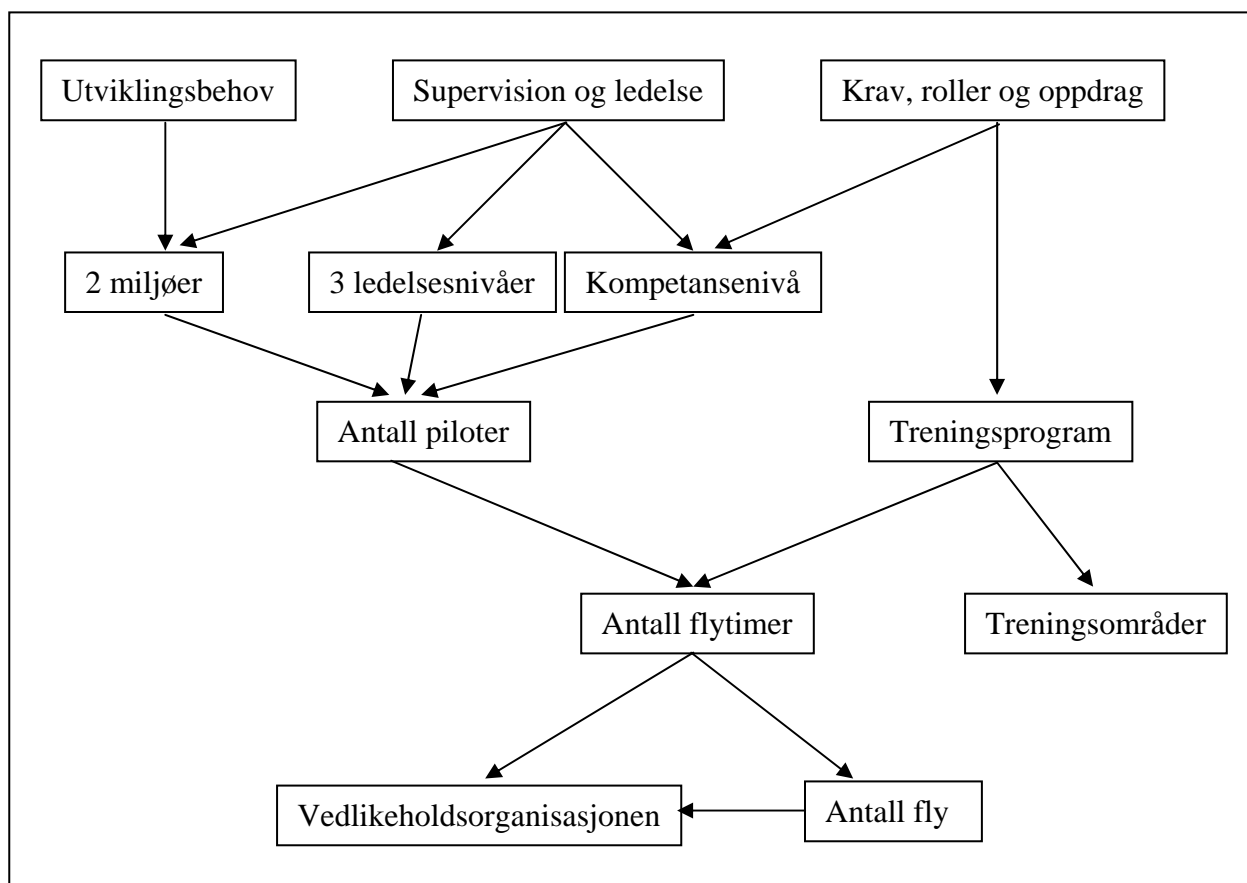 Utviklingsbehov
Supervision og ledelse
Krav, roller og oppdrag
2 miljøer
3 ledelsesnivåer
Kompetansenivå
Antall piloter
Treningsprogram
Antall flytimer
Treningsområder
Vedlikeholdsorganisasjonen
Antall fly